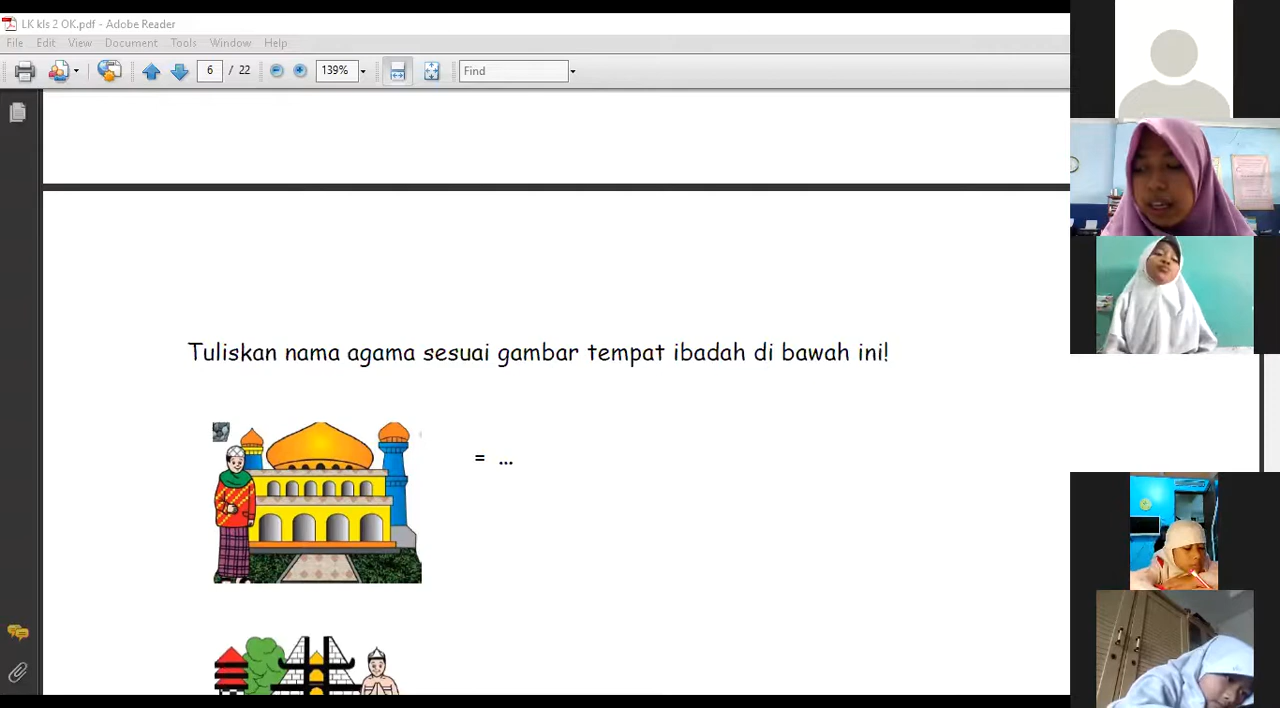 LK kls 2 OK.pdf - Adobe Reader
File Edit View Document Tools Window Help
6 / 22 139% Find
Tuliskan nama agama sesuai gambar tempat ibadah di bawah ini!
= ...